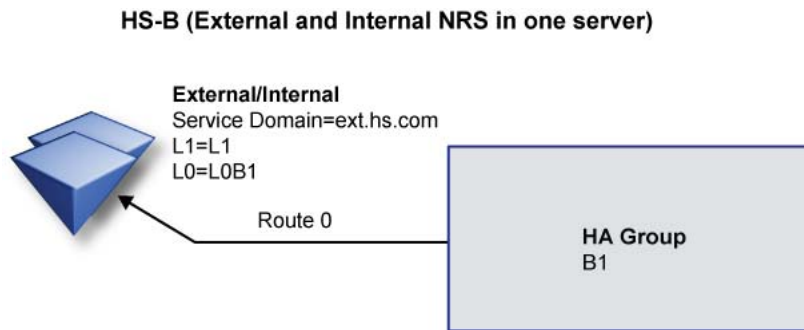 HS-B (External and Internal NRS in one server)
External/Internal
Service Domain=ext.hs.com
L1=L1
L0=L0B1
Route 0
HA Group
B1